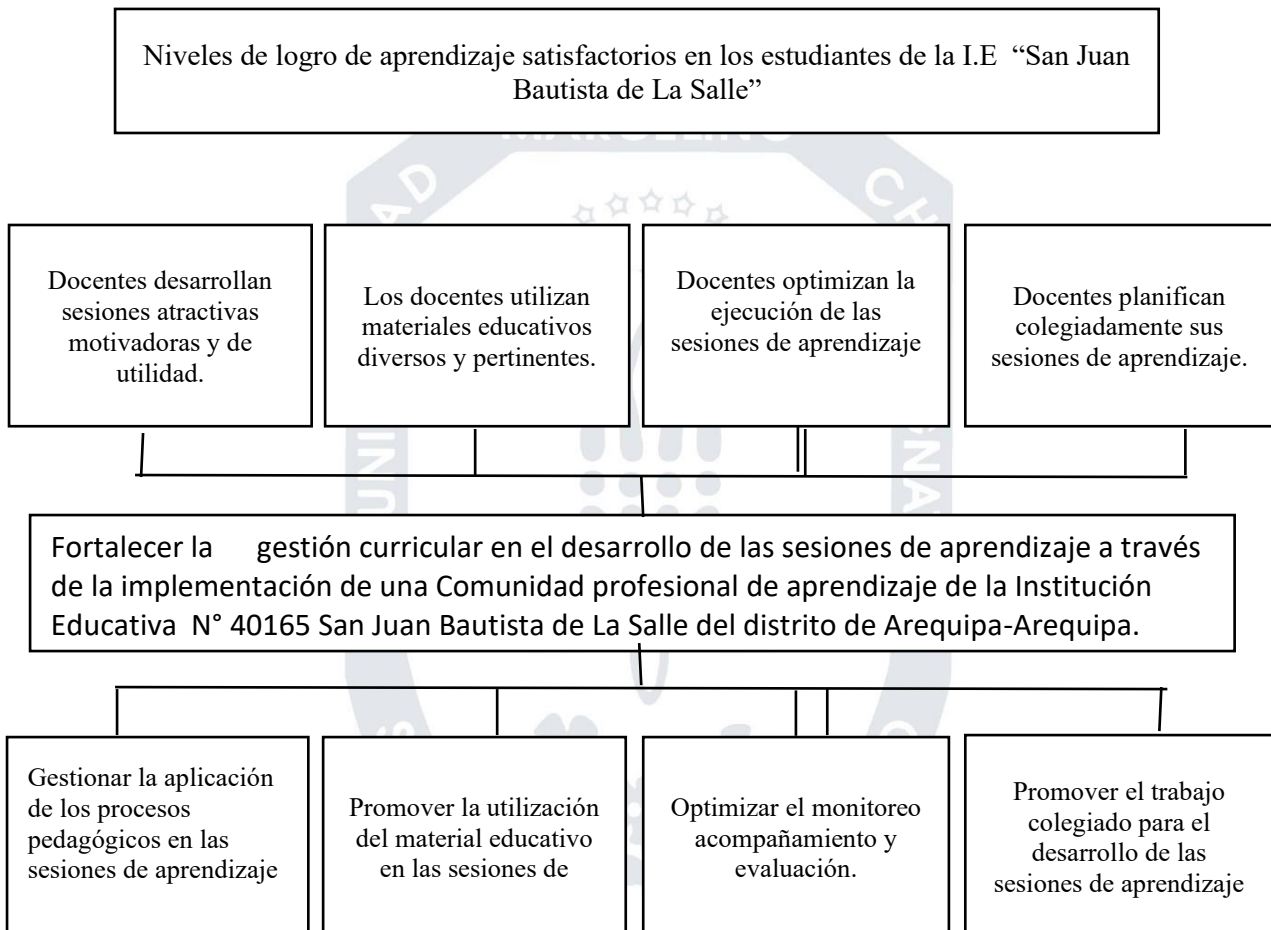 Niveles de logro de aprendizaje satisfactorios en los estudiantes de la I.E “San Juan
Bautista de La Salle”
Docentes desarrollan
sesiones atractivas
motivadoras y de
utilidad.
Los docentes utilizan
materiales educativos
diversos y pertinentes.
Docentes optimizan la
ejecución de las
sesiones de aprendizaje
Docentes planifican
colegiadamente sus
sesiones de aprendizaje.
Fortalecer la gestión curricular en el desarrollo de las sesiones de aprendizaje a través
de la implementación de una Comunidad profesional de aprendizaje de la Institución
Educativa N° 40165 San Juan Bautista de La Salle del distrito de Arequipa-Arequipa.
Gestionar la aplicación
de los procesos
pedagógicos en las
sesiones de aprendizaje
Promover la utilización
del material educativo
en las sesiones de
Optimizar el monitoreo
acompañamiento y
evaluación.
Promover el trabajo
colegiado para el
desarrollo de las
sesiones de aprendizaje